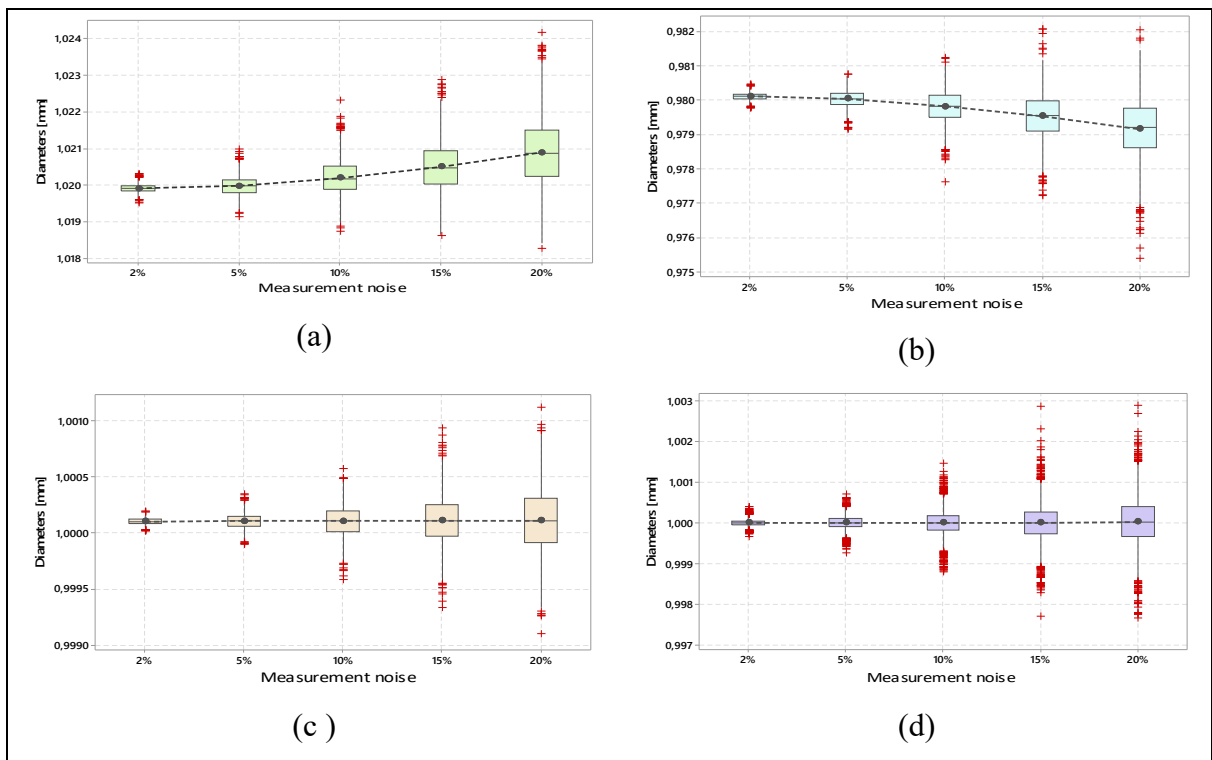 1,024
1,023
1,022
1,021
1,020
1,019
1,018
Diameters [mm]
2% 5% 10% 15% 20%
Measurement noise
(a)
0,982
0,981
0,980
0,979
0,978
0,977
0,976
0,975
Diameters [mm]
2% 5% 10% 15% 20%
Measurement noise
(b)
1,0010
1,0005
1,0000
0,9995
0,9990
Diameters [mm]
2% 5% 10% 15% 20%
Measurement noise
(c )
1,003
1,002
1,001
1,000
0,999
0,998
0,997
Diameters [mm]
2% 5% 10% 15% 20%
Measurement noise
(d)